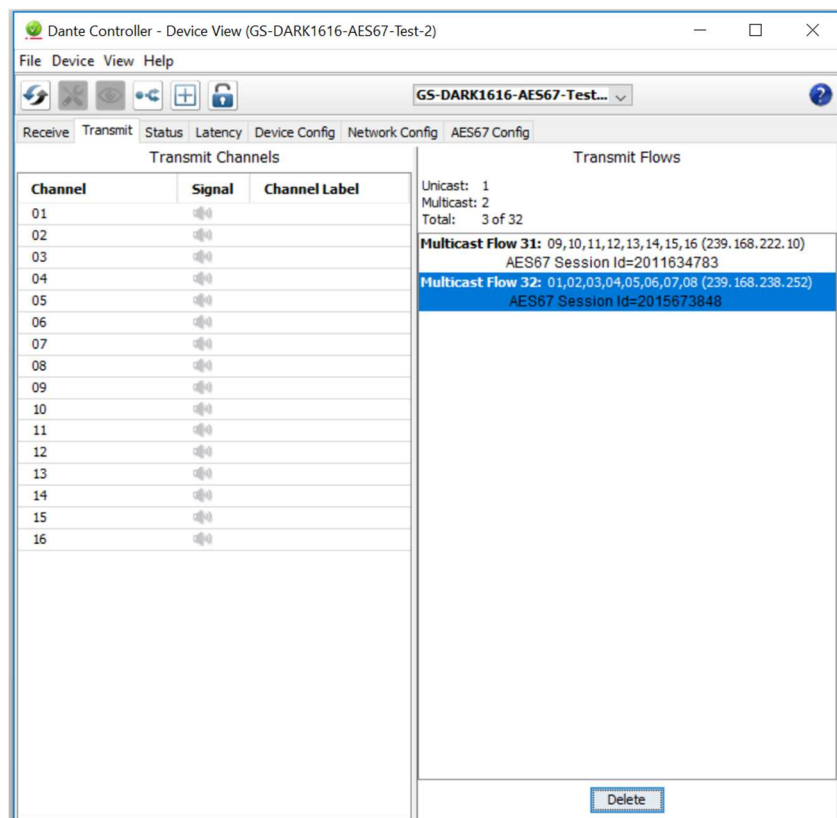 Dante Controller - Device View (GS-DARK1616-AES67-Test-2)
File Device View Help
GS-DARK1616-AES67-Test...
?
Receive Transmit Status Latency Device Config Network Config AES67 Config
Transmit Channels
Channel Signal Channel Label
01
02
03
04
05
06
07
08
09
10
11
12
13
14
15
16
Transmit Flows
Unicast: 1
Multicast: 2
Total: 3 of 32
Multicast Flow 31: 09,10,11,12,13,14,15,16 (239.168.222.10)
AES67 Session Id=2011634783
Multicast Flow 32: 01,02,03,04,05,06,07,08 (239.168.238.252)
AES67 Session Id=2015673848
Delete